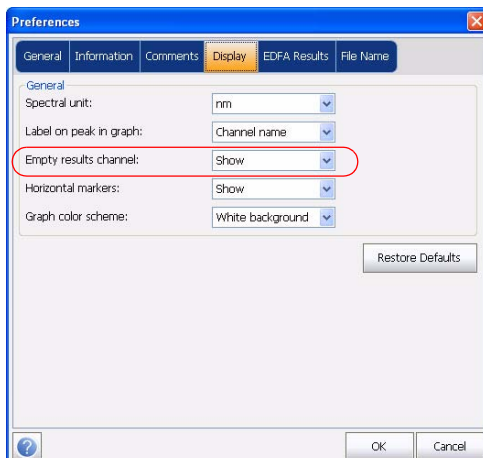 Preferences
General Information Comments Display EDFA Results File Name
General
Spectral unit: nm
Label on peak in graph: Channel name
Empty results channel: Show
Horizontal markers: Show
Graph color scheme: White background
Restore Defaults
? OK Cancel